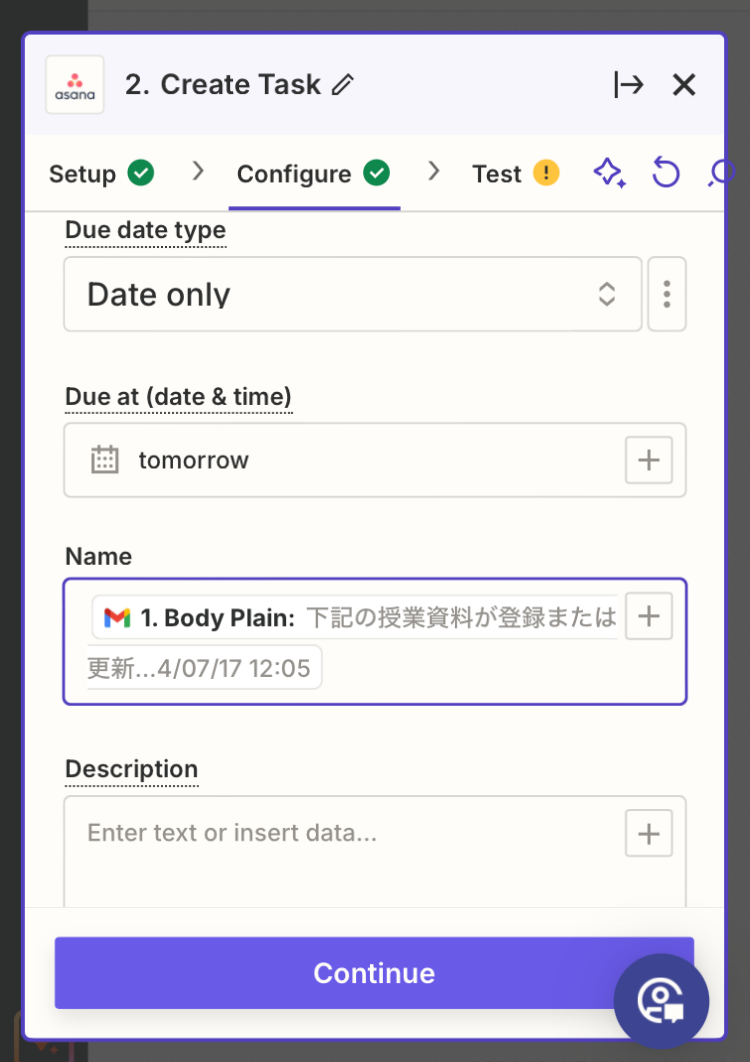 asana
2. Create Task
Setup
Configure
Test
Due date type
Date only
Due at (date & time)
tomorrow
Name
1. Body Plain: 下記の授業資料が登録または
更新...4/07/17 12:05
Description
Enter text or insert data...
Continue